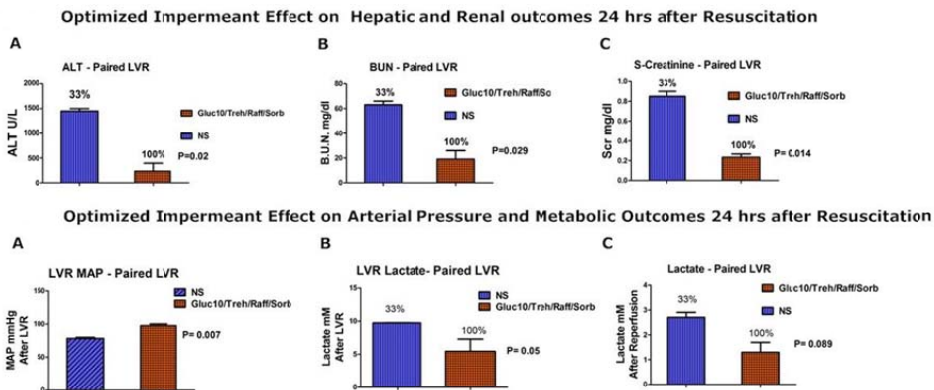 Optimized Impermeant Effect on Hepatic and Renal outcomes 24 hrs after Resuscitation
A
ALT - Paired LVR
ALT U/L
2000
1500
1000
500
0
33%
100%
Gluc10/Treh/Raff/Sorb
NS
P=0.02
B
BUN - Paired LVR
B.U.N. mg/dl
80
60
40
20
0
33%
100%
Gluc10/Treh/Raff/So
NS
P=0.029
C
S-Creatinine - Paired LVR
Scr mg/dl
1.0
0.8
0.6
0.4
0.2
0.0
33%
100%
Gluc10/Treh/Raff/Sorb
NS
P= 0.014
Optimized Impermeant Effect on Arterial Pressure and Metabolic Outcomes 24 hrs after Resuscitation
A
LVR MAP - Paired LVR
MAP mmHg
After LVR
150
100
50
0
NS
Gluc10/Treh/Raff/Sorb
P= 0.007
B
LVR Lactate- Paired LVR
Lactate mM
After LVR
15
10
5
0
33%
100%
NS
Gluc10/Treh/Raff/Sorb
P= 0.05
C
Lactate - Paired LVR
Lactate mM
After Reperfusion
4
3
2
1
0
33%
100%
Gluc10/Treh/Raff/Sorb
NS
P= 0.089